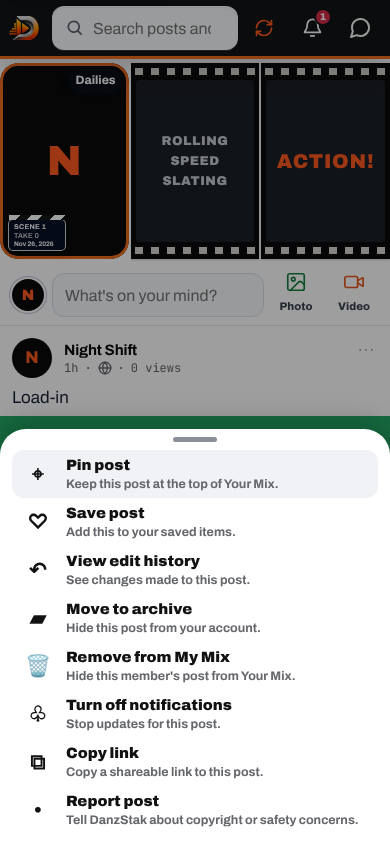 Search posts and
1
Dailies
N
SCENE 1
TAKE 0
Nov 26, 2026
ROLLING
SPEED
SLATING
ACTION!
N
What's on your mind?
Photo
Video
N
Night Shift
1h · · 0 views
Load-in
Pin post
Keep this post at the top of Your Mix.
Save post
Add this to your saved items.
View edit history
See changes made to this post.
Move to archive
Hide this post from your account.
Remove from My Mix
Hide this member's post from Your Mix.
Turn off notifications
Stop updates for this post.
Copy link
Copy a shareable link to this post.
Report post
Tell DanzStak about copyright or safety concerns.